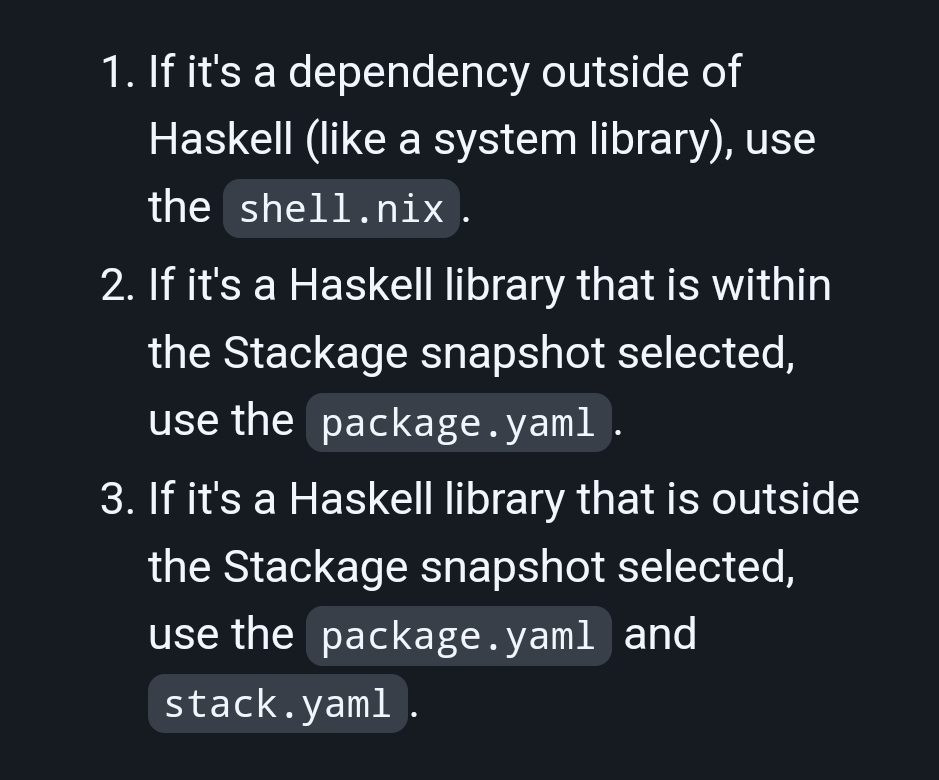 1. If it's a dependency outside of
Haskell (like a system library), use
the shell.nix.
2. If it's a Haskell library that is within
the Stackage snapshot selected,
use the package.yaml.
3. If it's a Haskell library that is outside
the Stackage snapshot selected,
use the package.yaml and
stack.yaml.